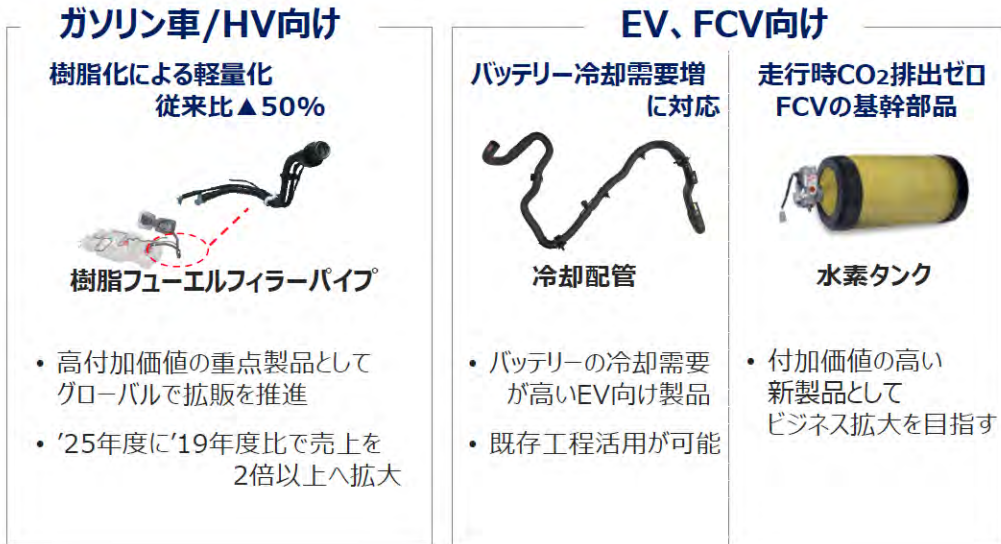 ガソリン車/HV向け
樹脂化による軽量化
従来比▲50%
樹脂フューエルフィラーパイプ
• 高付加価値の重点製品として
グローバルで拡販を推進
• '25年度に'19年度比で売上を
2倍以上へ拡大
EV、FCV向け
バッテリー冷却需要増
に対応
冷却配管
• バッテリーの冷却需要
が高いEV向け製品
• 既存工程活用が可能
走行時CO2排出ゼロ
FCVの基幹部品
水素タンク
• 付加価値の高い
新製品として
ビジネス拡大を目指す